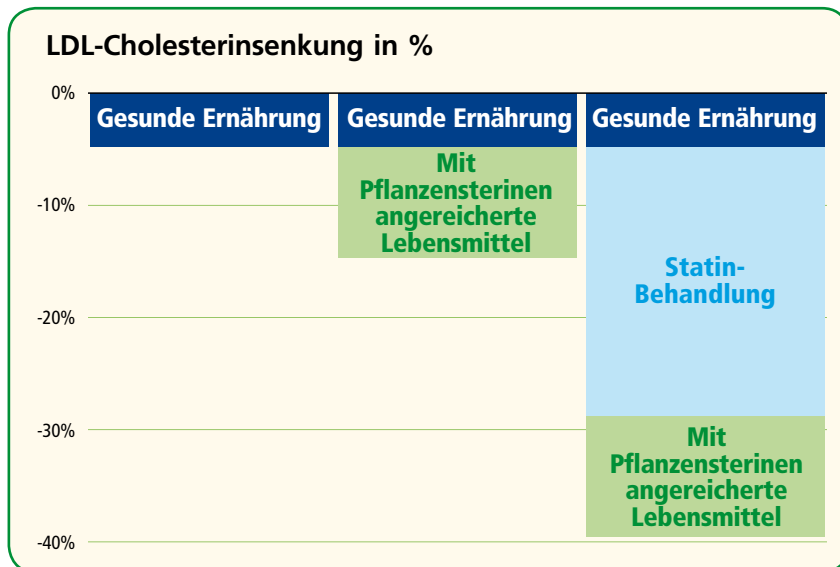 LDL-Cholesterinsenkung in %
0%
Gesunde Ernährung
Gesunde Ernährung
Gesunde Ernährung
Mit
Pflanzensterinen
angereicherte
Lebensmittel
-10%
Statin-
Behandlung
-20%
-30%
Mit
Pflanzensterinen
angereicherte
Lebensmittel
-40%